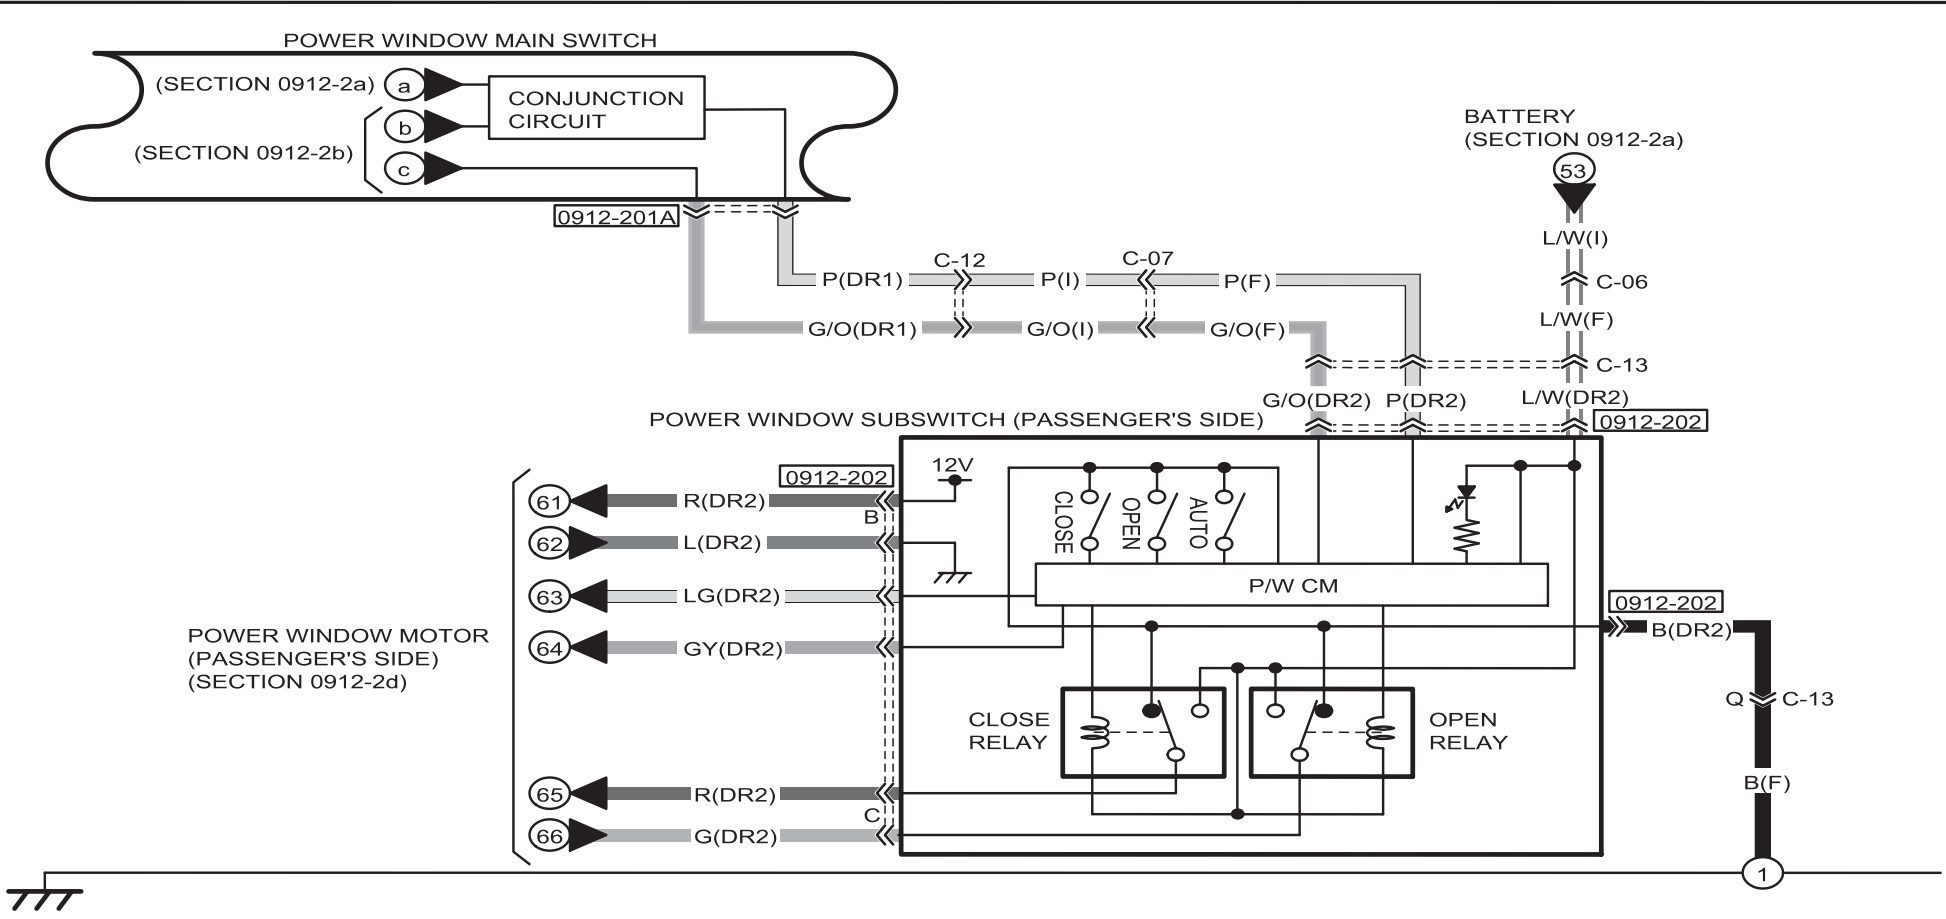 POWER WINDOW MAIN SWITCH
(SECTION 0912-2a)
a
b
(SECTION 0912-2b)
c
CONJUNCTION
CIRCUIT
0912-201A
BATTERY
(SECTION 0912-2a)
53
L/W(I)
C-06
L/W(F)
C-13
L/W(DR2)
0912-202
C-12
C-07
P(DR1)
P(I)
P(F)
G/O(DR1)
G/O(I)
G/O(F)
G/O(DR2)
P(DR2)
POWER WINDOW SUBSWITCH (PASSENGER'S SIDE)
0912-202
12V
61
R(DR2)
B
62
L(DR2)
63
LG(DR2)
64
GY(DR2)
POWER WINDOW MOTOR
(PASSENGER'S SIDE)
(SECTION 0912-2d)
65
R(DR2)
C
66
G(DR2)
CLOSE
OPEN
AUTO
P/W CM
CLOSE
RELAY
OPEN
RELAY
0912-202
B(DR2)
Q
C-13
B(F)
1